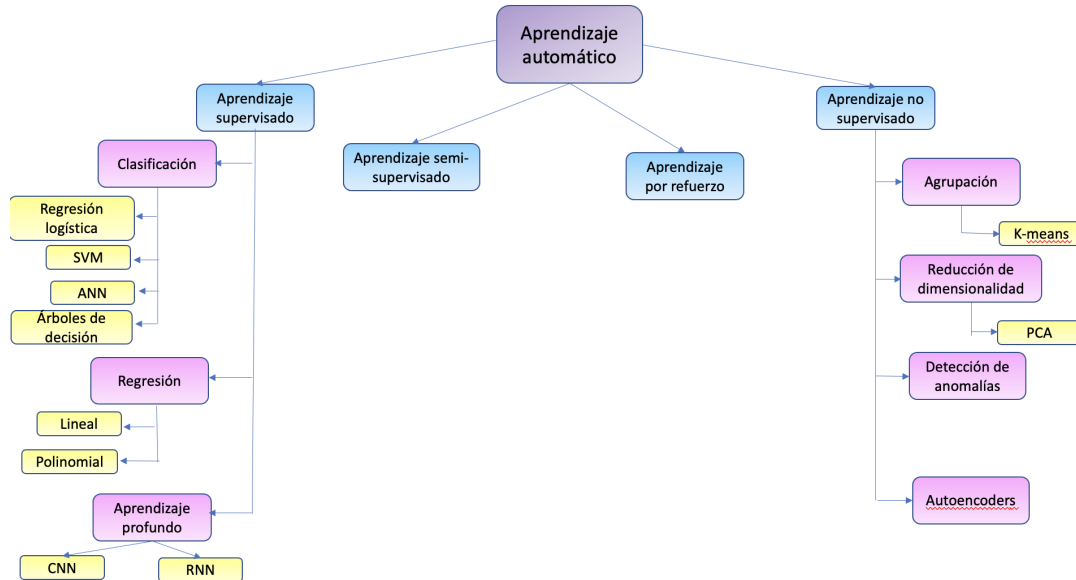 Aprendizaje
automático
Aprendizaje
supervisado
Aprendizaje no
supervisado
Aprendizaje semi-
supervisado
Aprendizaje
por refuerzo
Clasificación
Regresión
logística
SVM
ANN
Árboles de
decisión
Regresión
Lineal
Polinomial
Aprendizaje
profundo
CNN
RNN
Agrupación
K-means
Reducción de
dimensionalidad
PCA
Detección de
anomalías
Autoencoders